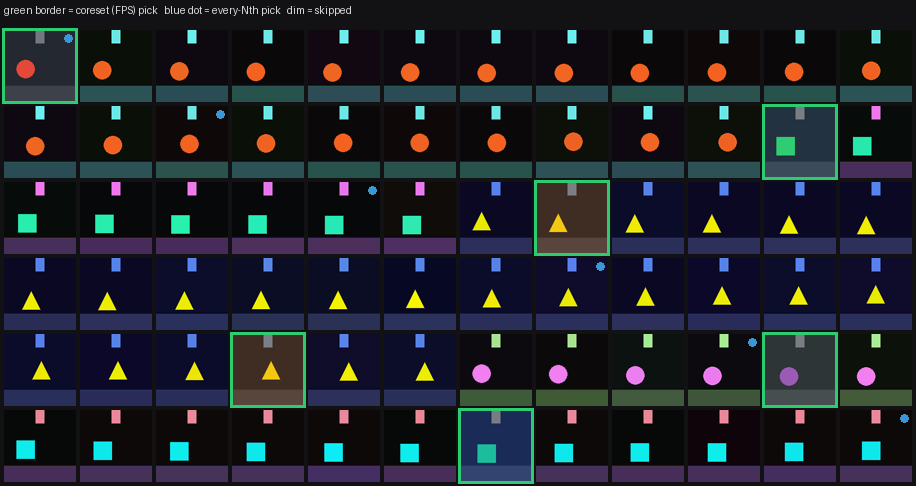 green border = coreset (FPS) pick   blue dot = every-Nth pick   dim = skipped